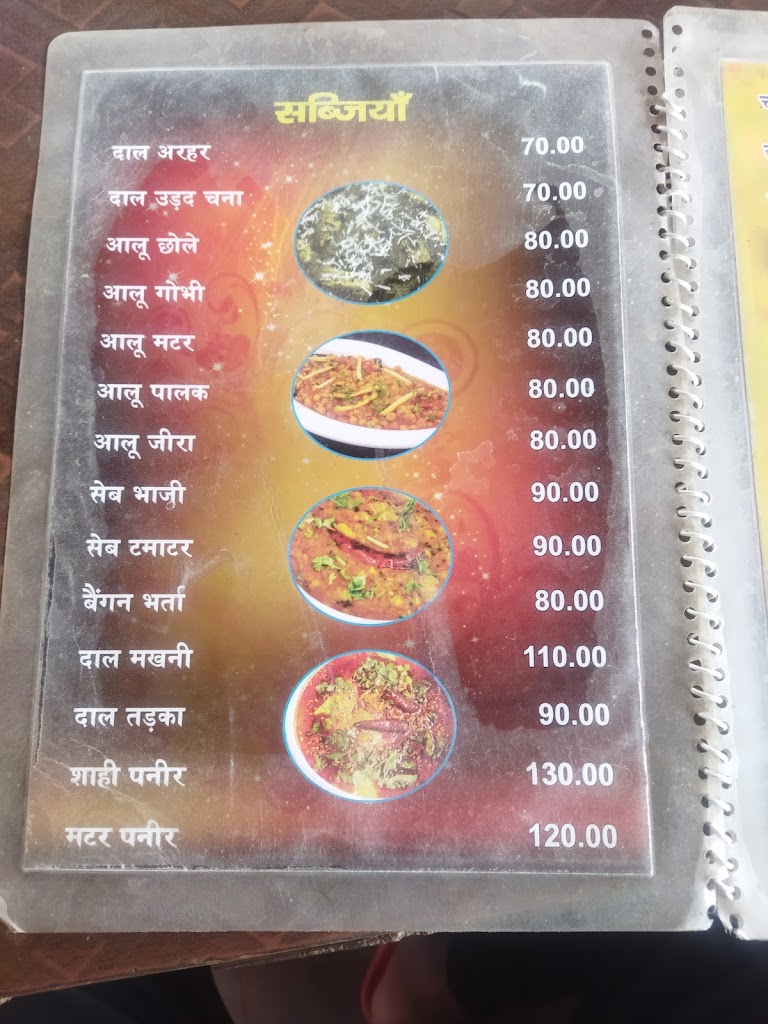 सब्जियाँ
दाल अरहर 70.00
दाल उड़द चना 70.00
आलू छोले 80.00
आलू गोभी 80.00
आलू मटर 80.00
आलू पालक 80.00
आलू जीरा 80.00
सेब भाजी 90.00
सेब टमाटर 90.00
बैंगन भर्ता 80.00
दाल मखनी 110.00
दाल तड़का 90.00
शाही पनीर 130.00
मटर पनीर 120.00